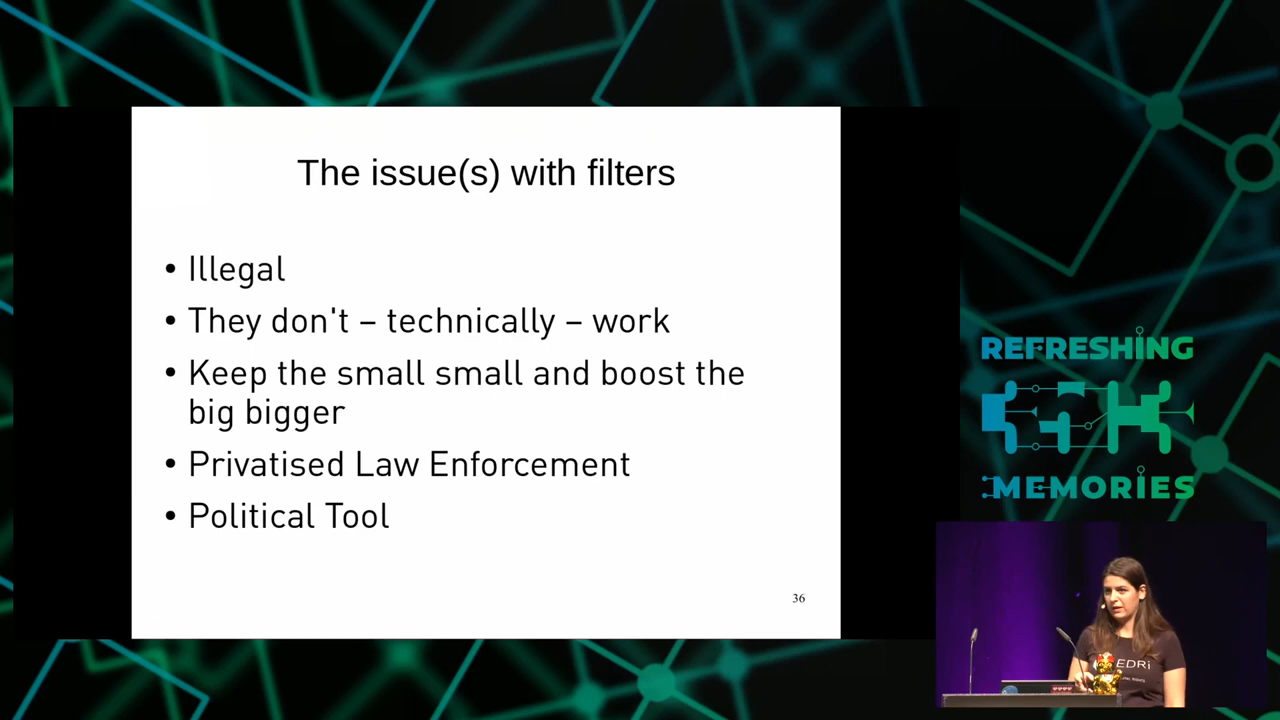 The issue(s) with filters
• Illegal
• They don't – technically – work
• Keep the small small and boost the
big bigger
• Privatised Law Enforcement
• Political Tool
36
REFRESHING
MEMORIES
EDRi